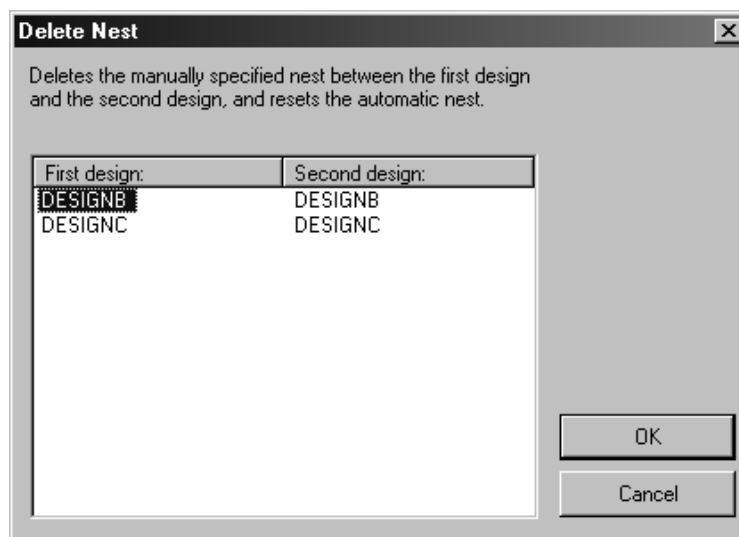 Delete Nest
Deletes the manually specified nest between the first design
and the second design, and resets the automatic nest.
First design: Second design:
DESIGNB DESIGNB
DESIGNC DESIGNC
OK
Cancel